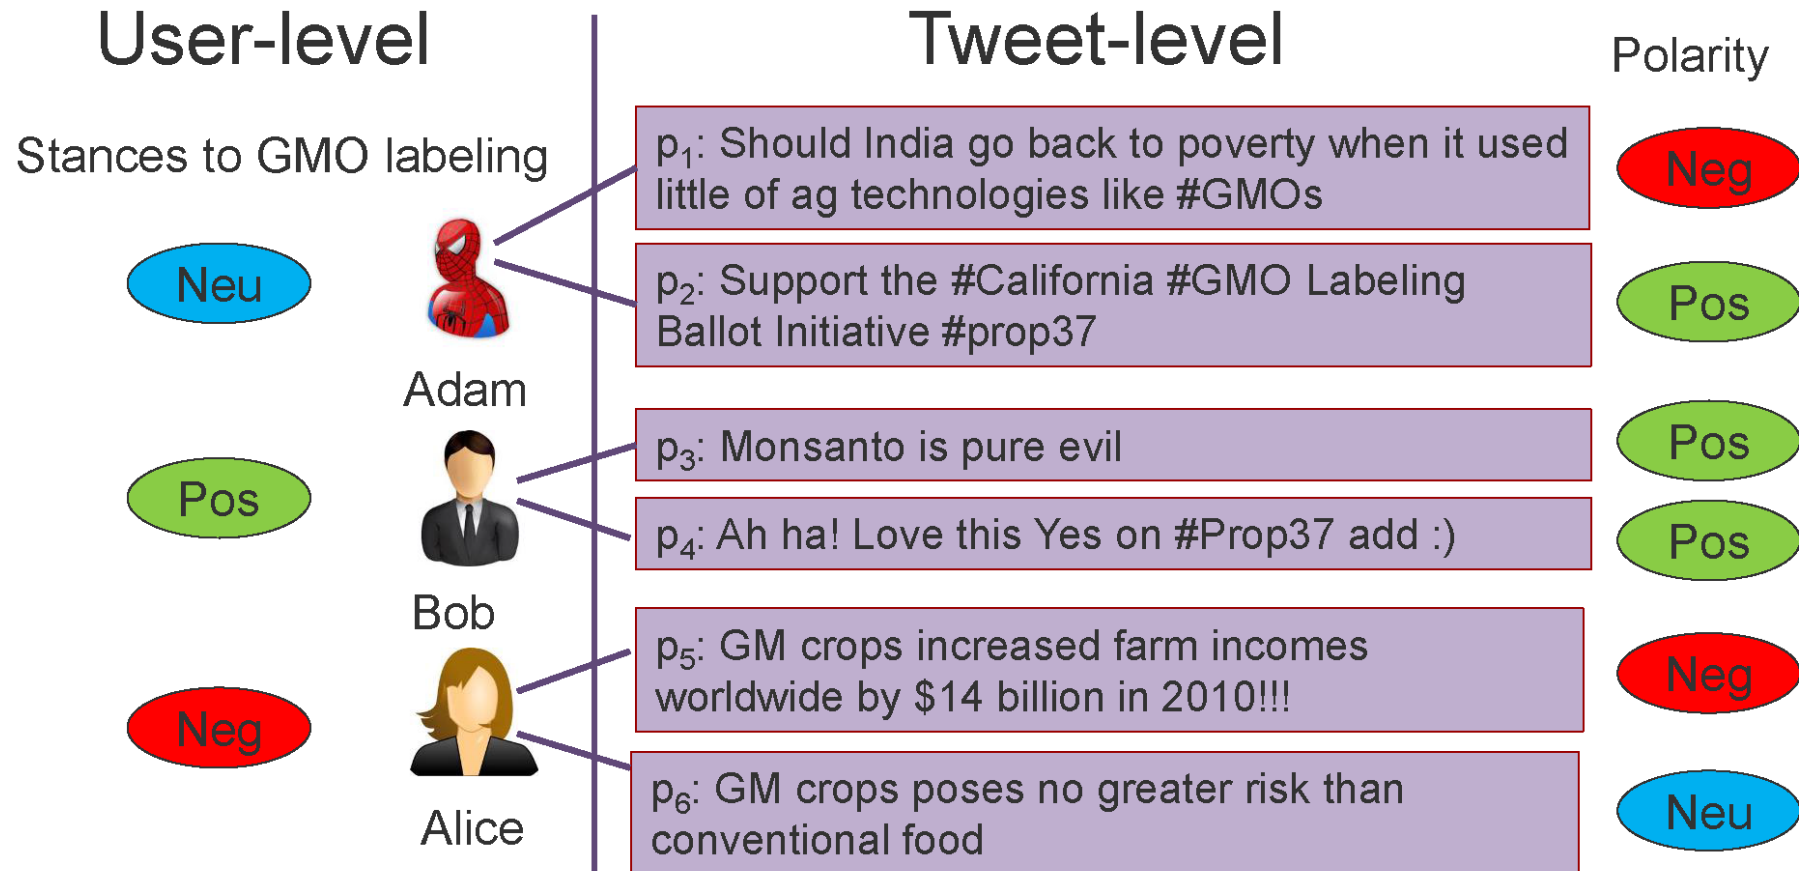 User-level
Tweet-level
Polarity
Stances to GMO labeling
Neu
Adam
p₁: Should India go back to poverty when it used
little of ag technologies like #GMOs
Neg
p₂: Support the #California #GMO Labeling
Ballot Initiative #prop37
Pos
Pos
Bob
p₃: Monsanto is pure evil
Pos
p₄: Ah ha! Love this Yes on #Prop37 add :)
Pos
Neg
Alice
p₅: GM crops increased farm incomes
worldwide by $14 billion in 2010!!!
Neg
p₆: GM crops poses no greater risk than
conventional food
Neu